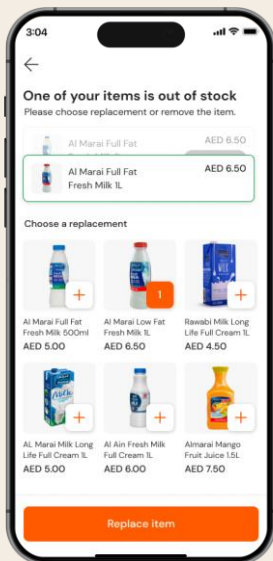 3:04
One of your items is out of stock
Please choose replacement or remove the item.
Al Marai Full Fat
AED 6.50
Al Marai Full Fat
AED 6.50
Fresh Milk 1L
Choose a replacement
1
Al Marai Full Fat
Fresh Milk 500ml
AED 5.00
Al Marai Low Fat
Fresh Milk 1L
AED 6.50
Rawabi Milk Long
Life Full Cream 1L
AED 4.50
AL Marai Milk Long
Life Full Cream 1L
AED 5.00
Al Ain Fresh Milk
Full Cream 1L
AED 6.00
Almarai Mango
Fruit Juice 1.5L
AED 7.50
Replace item